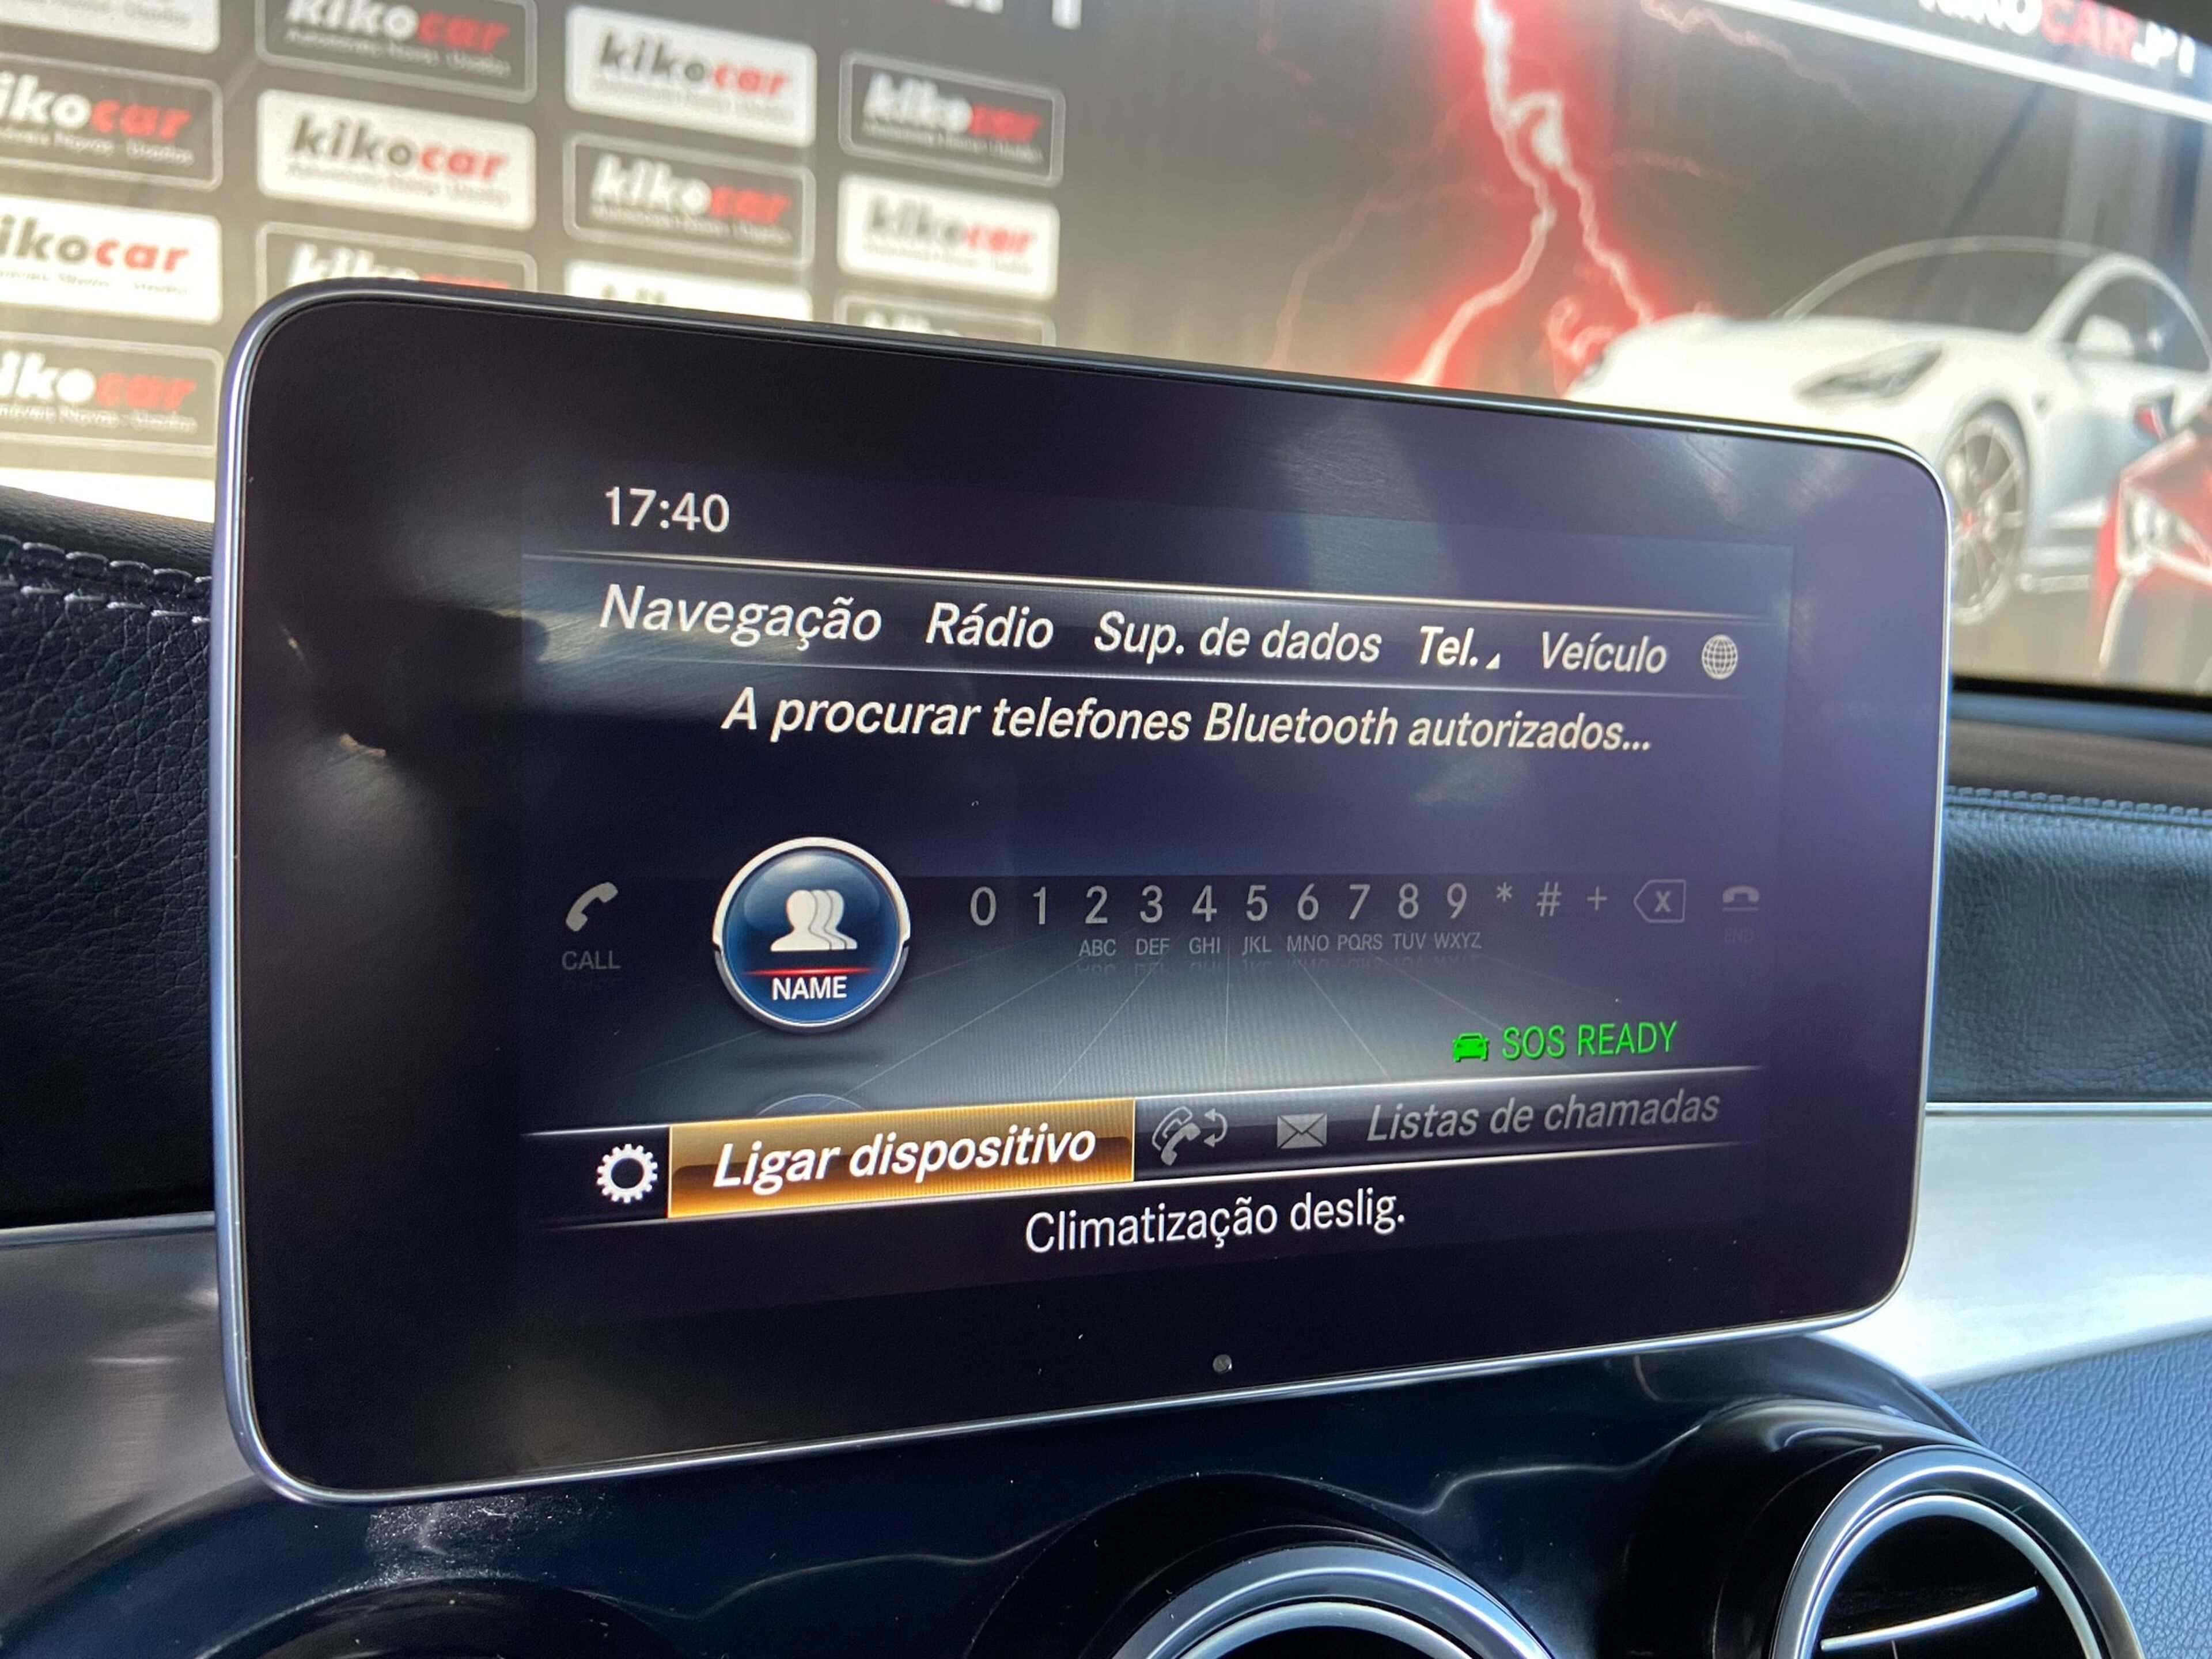 kikocar
kikocar
kikocar
kikocar
kikocar
kikocar
kikocar
17:40
Navegação Rádio Sup. de dados Tel. Veículo
A procurar telefones Bluetooth autorizados...
CALL
NAME
0 1 2 3 4 5 6 7 8 9 * # + X
ABC DEF GHI JKL MNO PQRS TUV WXYZ
END
SOS READY
Ligar dispositivo
Listas de chamadas
Climatização deslig.